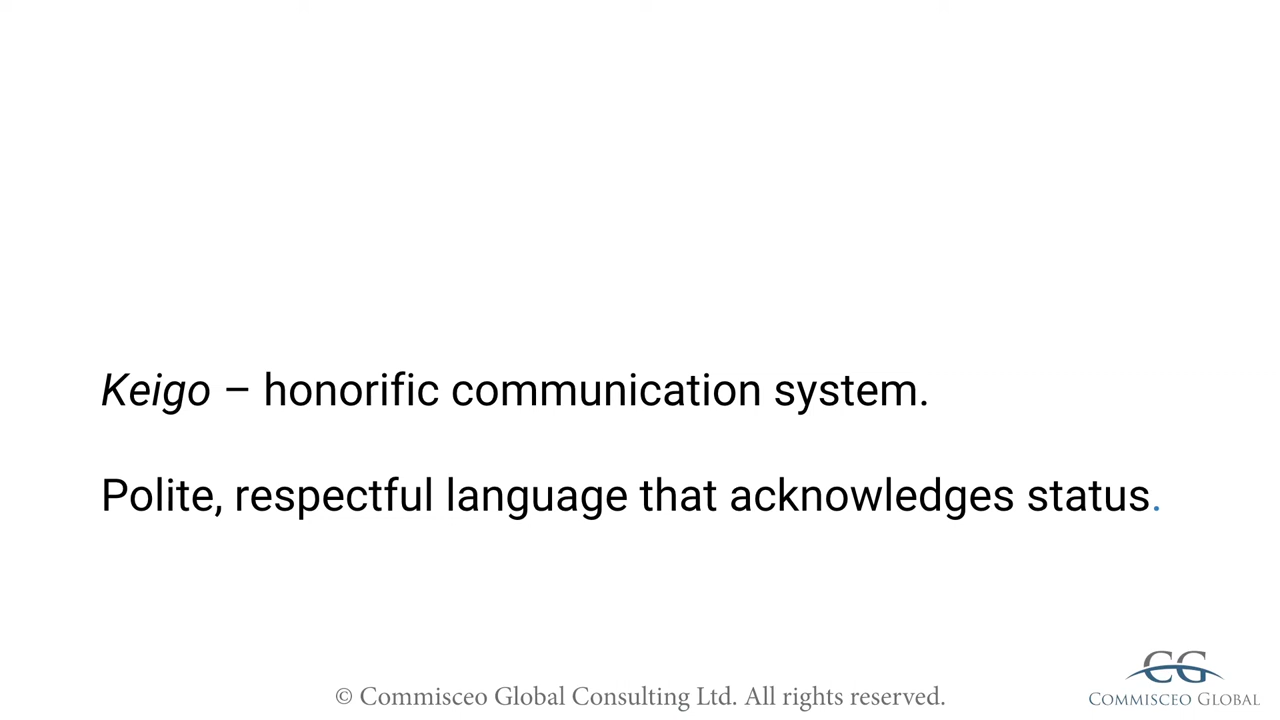 Keigo – honorific communication system.
Polite, respectful language that acknowledges status.
© Commisceo Global Consulting Ltd. All rights reserved.
CG
COMMISCEO GLOBAL